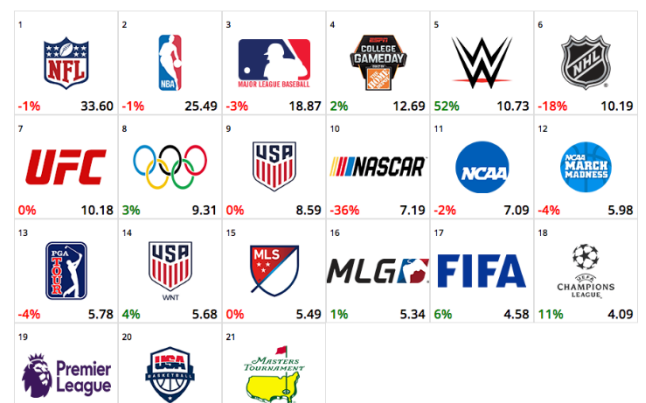 1 2 3 4 5 6
NFL NBA MAJOR LEAGUE BASEBALL ESPN COLLEGE GAMEDAY W NHL
-1% 33.60 -1% 25.49 -3% 18.87 2% 12.69 52% 10.73 -18% 10.19
7 8 9 10 11 12
UFC USA NASCAR NCAA NCAA MARCH MADNESS
0% 10.18 3% 9.31 0% 8.59 -36% 7.19 -2% 7.09 -4% 5.98
13 14 15 16 17 18
PGA TOUR USA WNT MLS MLG FIFA UEFA CHAMPIONS LEAGUE
-4% 5.78 4% 5.68 0% 5.49 1% 5.34 6% 4.58 11% 4.09
19 20 21
Premier League USA BASKETBALL MASTERS TOURNAMENT